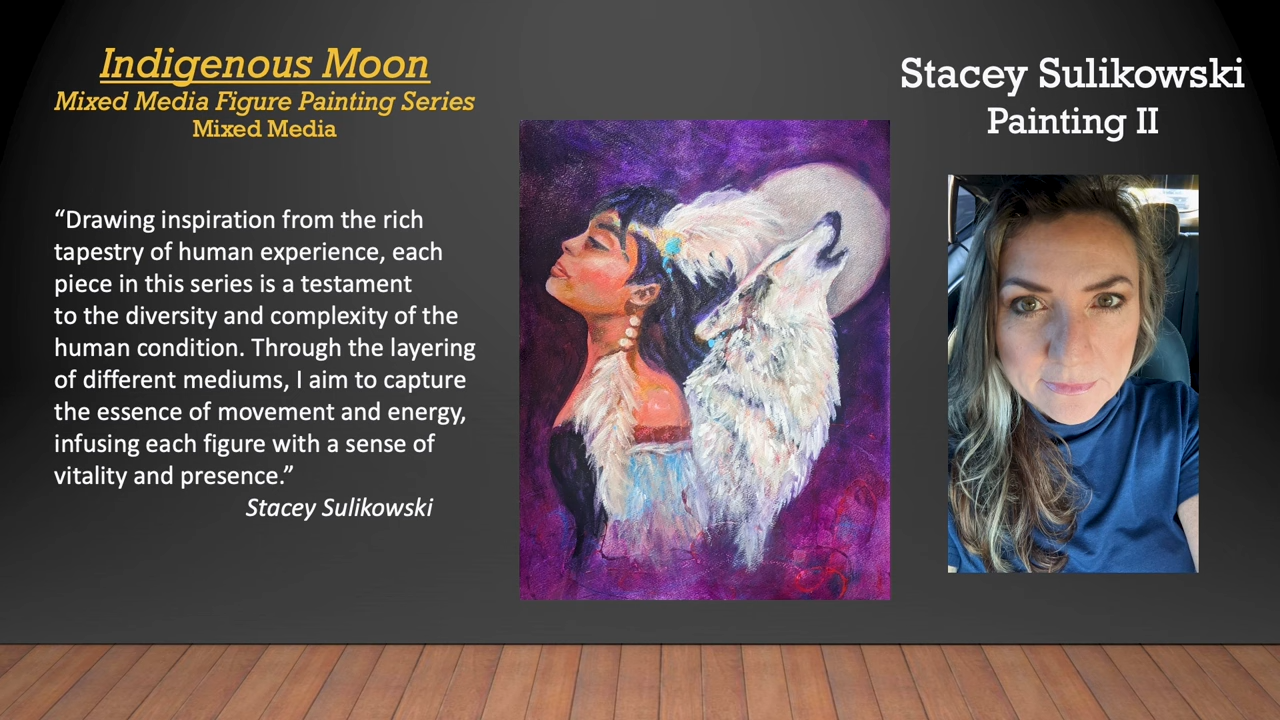 Indigenous Moon
Mixed Media Figure Painting Series
Mixed Media
“Drawing inspiration from the rich
tapestry of human experience, each
piece in this series is a testament
to the diversity and complexity of the
human condition. Through the layering
of different mediums, I aim to capture
the essence of movement and energy,
infusing each figure with a sense of
vitality and presence.”
Stacey Sulikowski
Stacey Sulikowski
Painting II